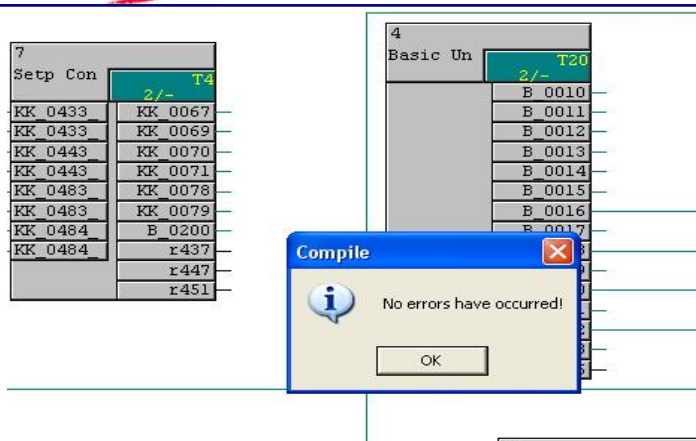 7
Setp Con
T4
2/-
KK_0433_ KK_0067
KK_0433_ KK_0069
KK_0443_ KK_0070
KK_0443_ KK_0071
KK_0483_ KK_0078
KK_0483_ KK_0079
KK_0484_ B_0200
KK_0484_ r437
r447
r451
4
Basic Un
T20
2/-
B_0010
B_0011
B_0012
B_0013
B_0014
B_0015
B_0016
B_0017
Compile
No errors have occurred!
OK